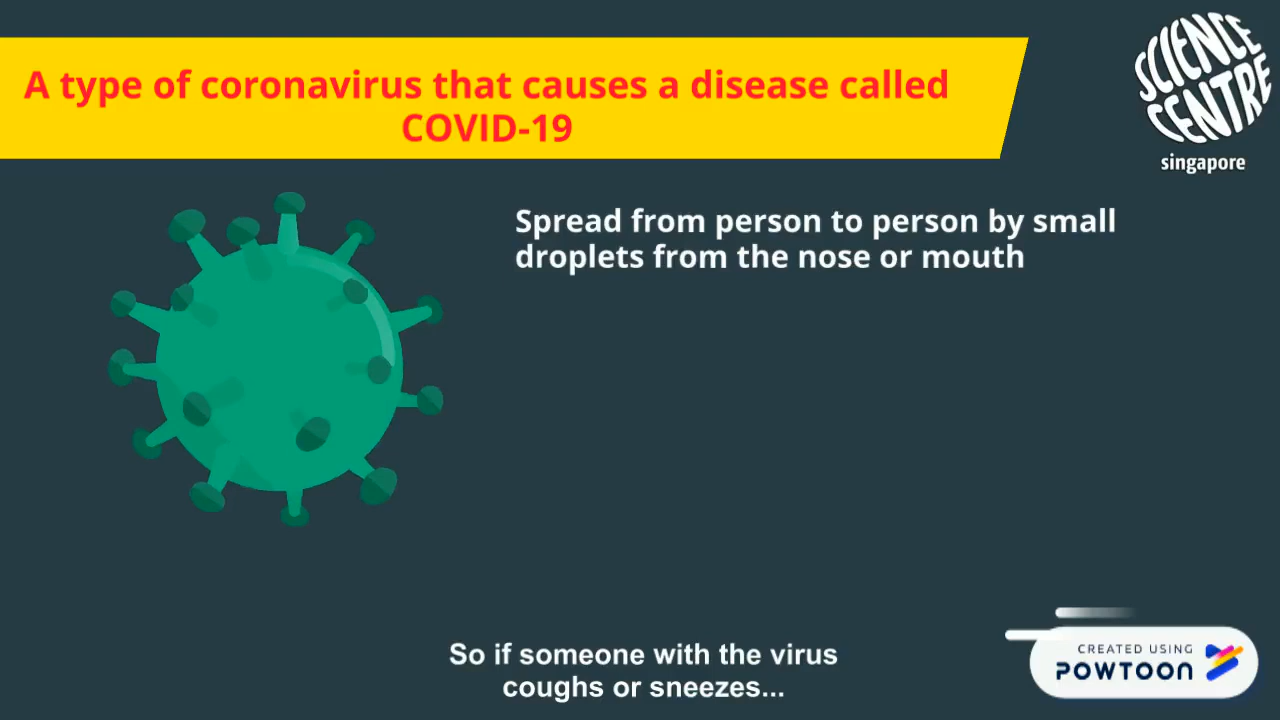 A type of coronavirus that causes a disease called
COVID-19
SCIENCE
CENTRE
singapore
Spread from person to person by small
droplets from the nose or mouth
So if someone with the virus
coughs or sneezes...
CREATED USING
POWTOON